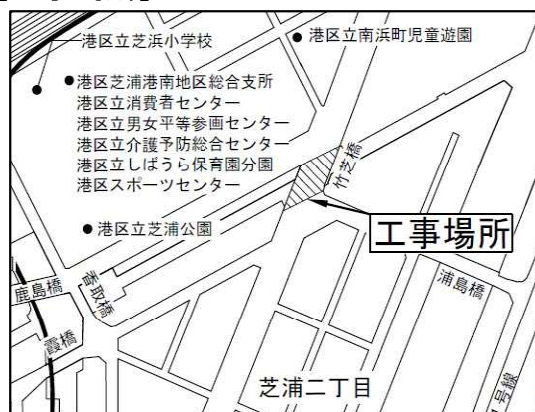 港区立芝浜小学校
港区立南浜町児童遊園
港区芝浦港南地区総合支所
港区立消費者センター
港区立男女平等参画センター
港区立介護予防総合センター
港区立しばうら保育園分園
港区スポーツセンター
竹芝橋
港区立芝浦公園
工事場所
香取橋
鹿島橋
浦島橋
霞橋
芝浦二丁目
1号線